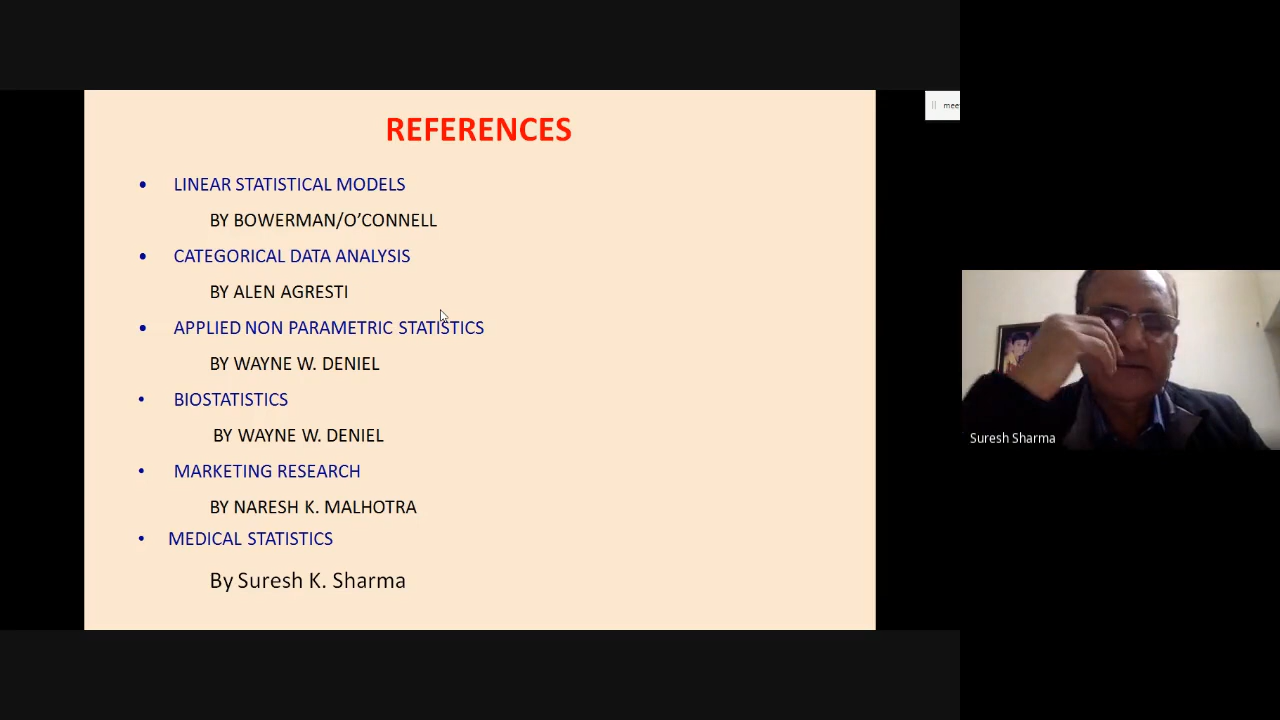 REFERENCES
• LINEAR STATISTICAL MODELS
BY BOWERMAN/O'CONNELL
• CATEGORICAL DATA ANALYSIS
BY ALEN AGRESTI
• APPLIED NON PARAMETRIC STATISTICS
BY WAYNE W. DENIEL
• BIOSTATISTICS
BY WAYNE W. DENIEL
• MARKETING RESEARCH
BY NARESH K. MALHOTRA
• MEDICAL STATISTICS
By Suresh K. Sharma
mee
Suresh Sharma